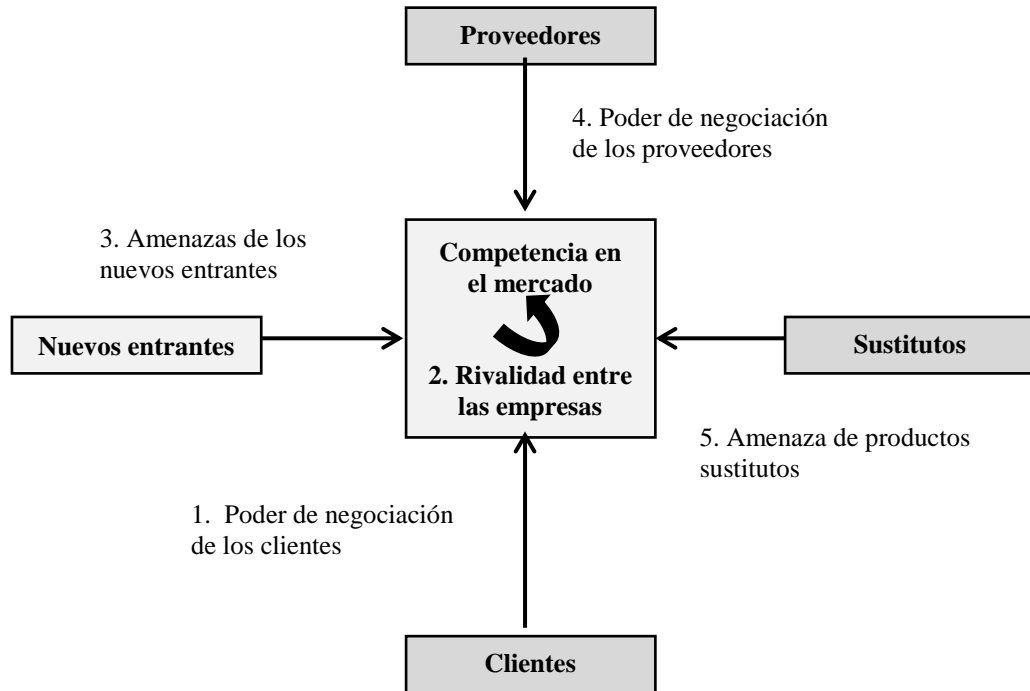 Proveedores
4. Poder de negociación
de los proveedores
3. Amenazas de los
nuevos entrantes
Competencia en
el mercado
Nuevos entrantes
Sustitutos
2. Rivalidad entre
las empresas
5. Amenaza de productos
sustitutos
1. Poder de negociación
de los clientes
Clientes